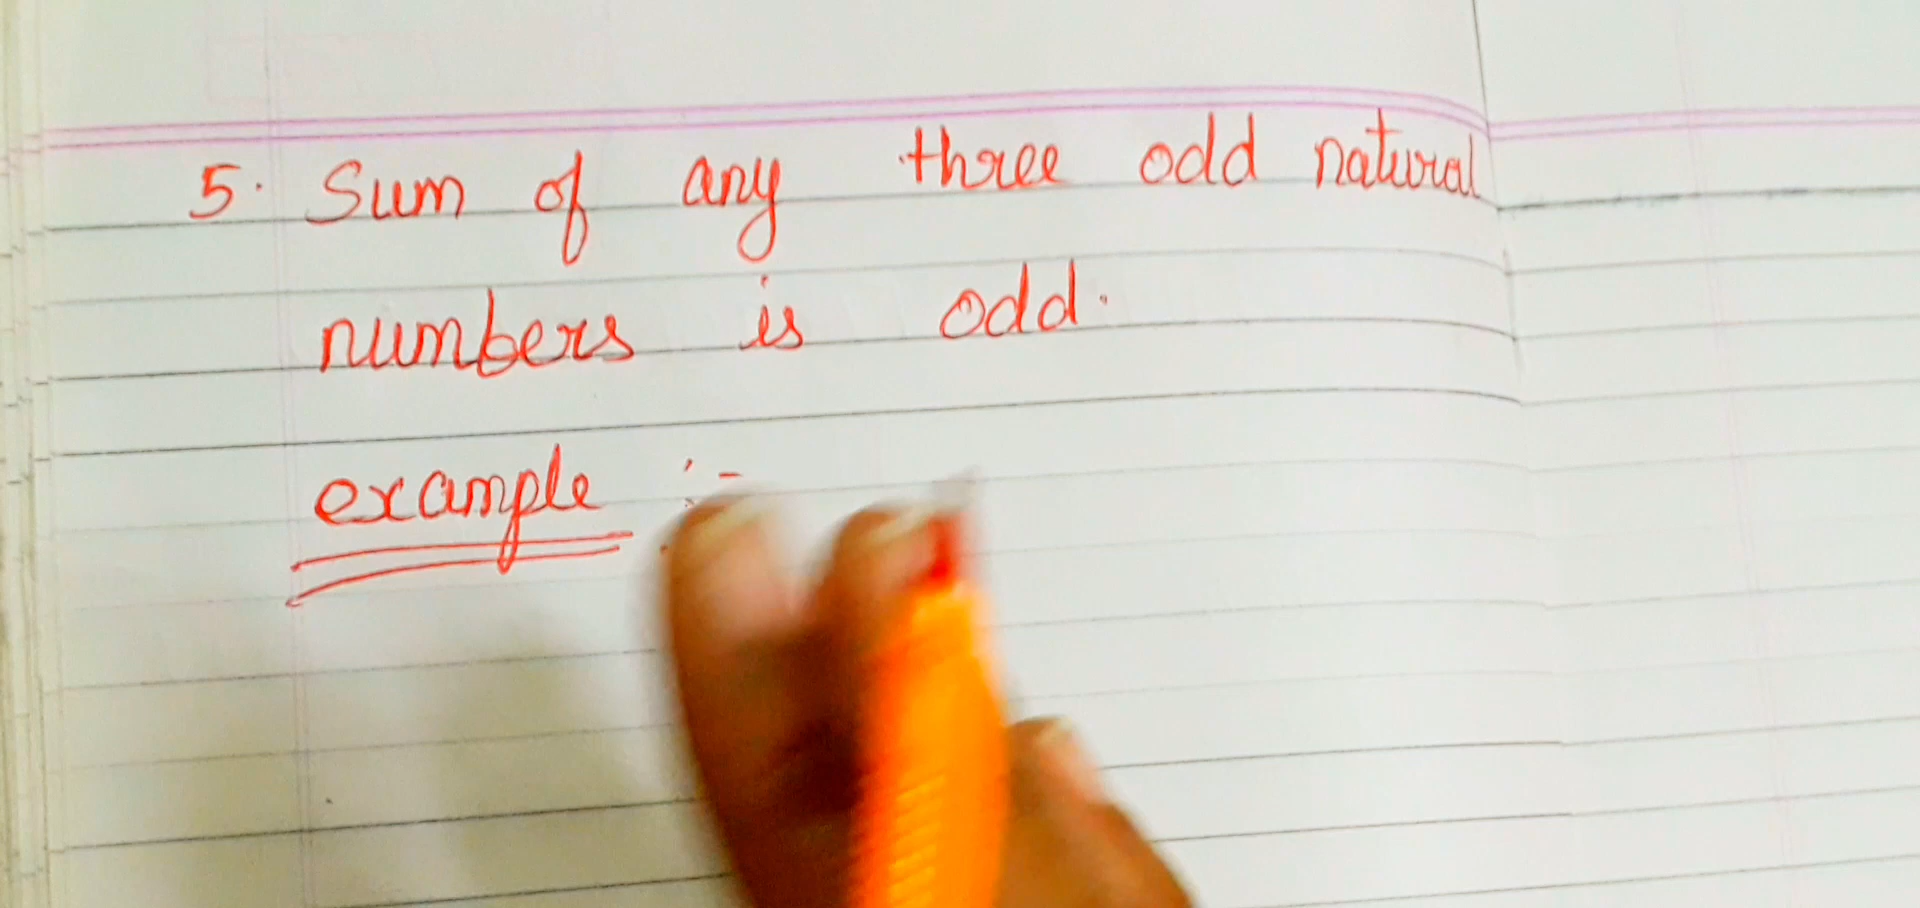 5. Sum of any three odd natural
numbers is odd.
example :-